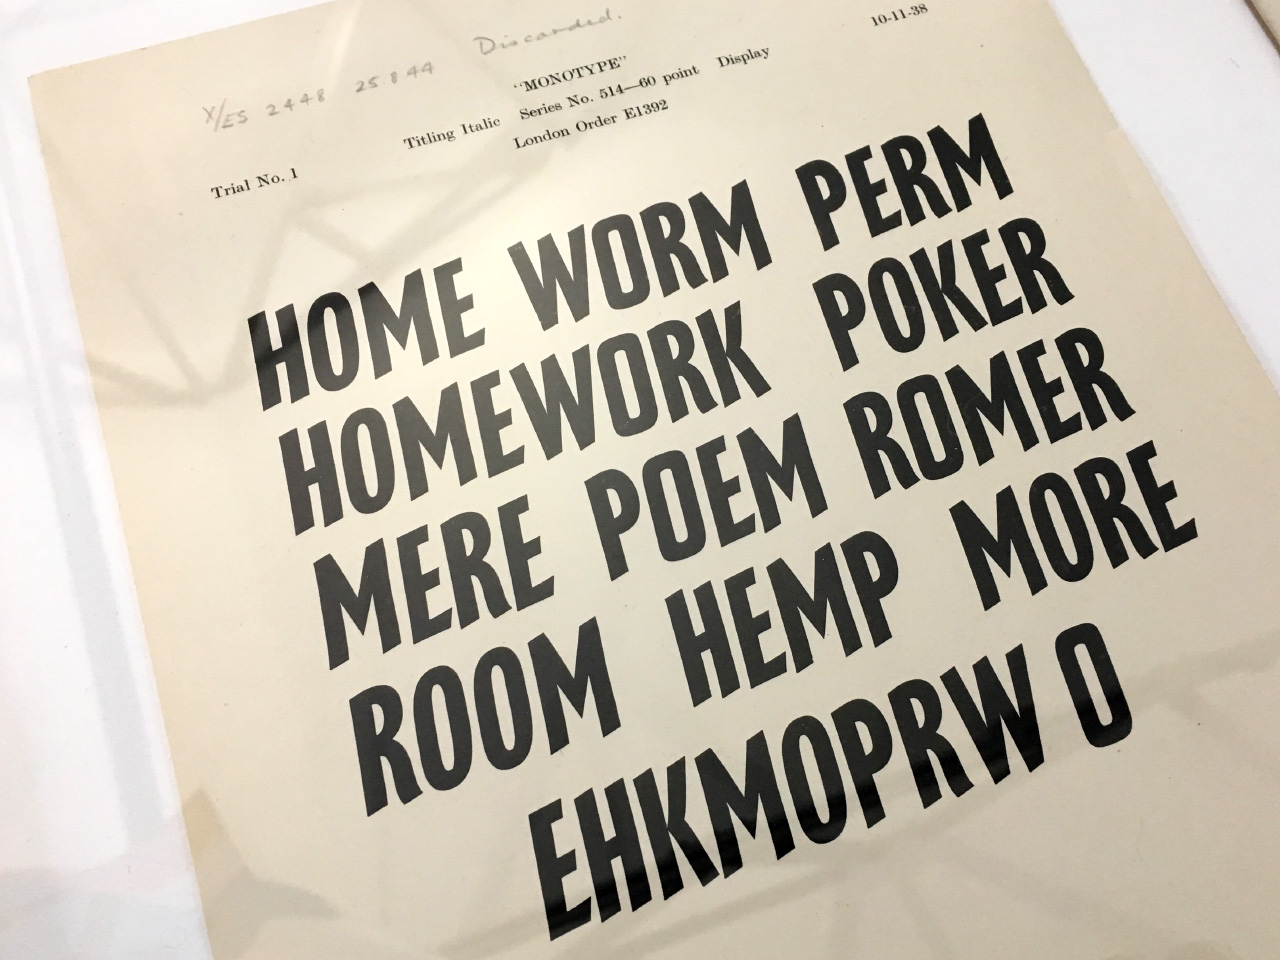 Discarded.
X/ES 2448 25.8.44
10-11-38
"MONOTYPE"
Titling Italic Series No. 514—60 point Display
London Order E1392
Trial No. 1
HOME WORM PERM
HOMEWORK POKER
MERE POEM ROMER
ROOM HEMP MORE
EHKMOPRW O